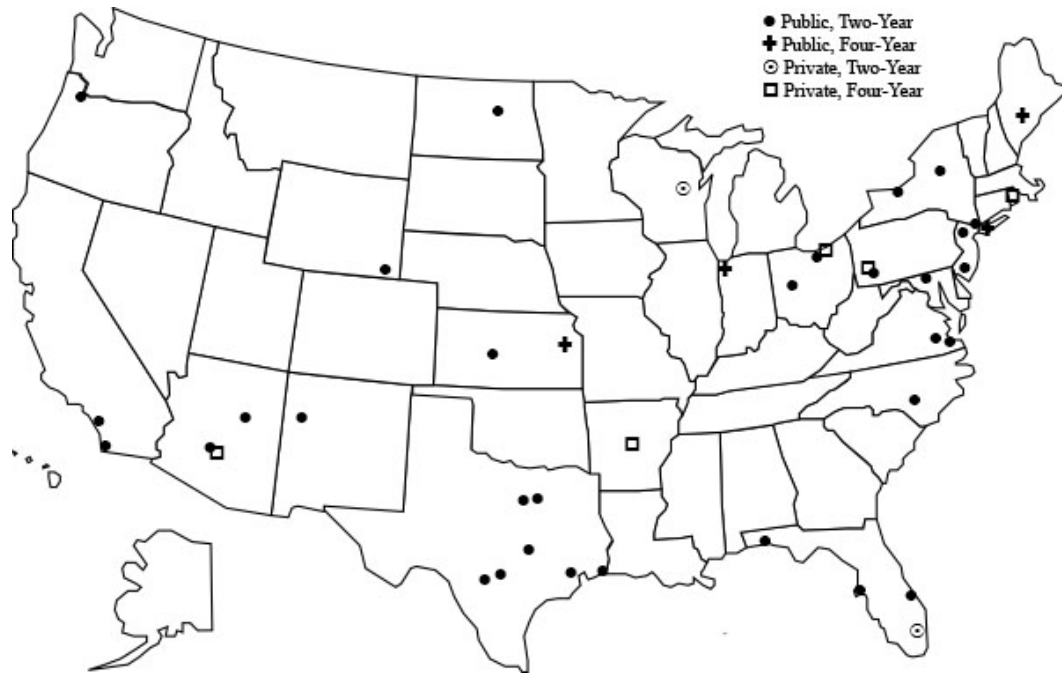 Public, Two-Year
Public, Four-Year
Private, Two-Year
Private, Four-Year